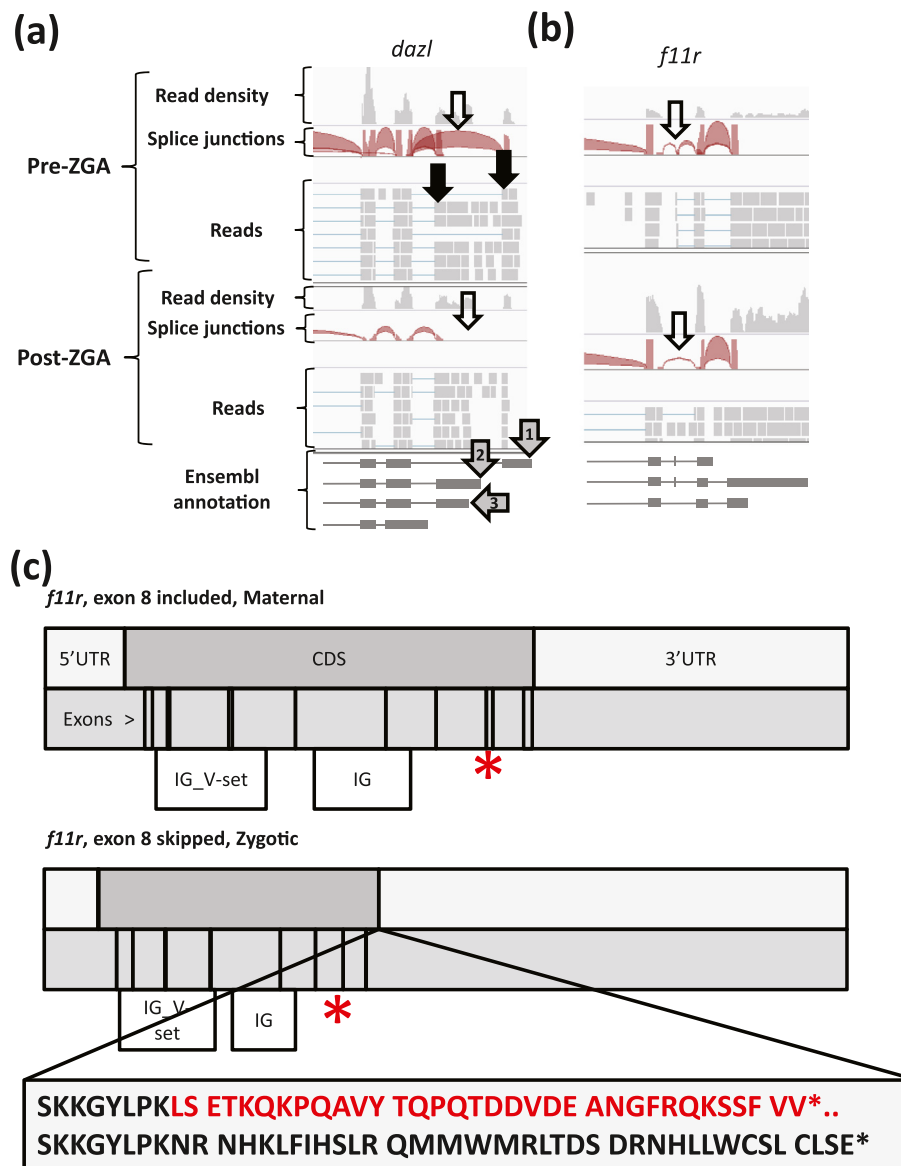 (a)
dazl
(b)
f11r
Pre-ZGA
Read density
Splice junctions
Reads
Post-ZGA
Read density
Splice junctions
Reads
Ensembl
annotation
1
2
3
(c)
f11r, exon 8 included, Maternal
5’UTR
CDS
3’UTR
Exons >
IG_V-set
IG
*
f11r, exon 8 skipped, Zygotic
IG_V-
set
IG
*
SKKGYLPKLS ETKQKPQAVY TQPQTDDVDE ANGFRQKSSF VV*..
SKKGYLPKNR NHKLFIHSLR QMMWMRLTDS DRNHLLWCSL CLSE*